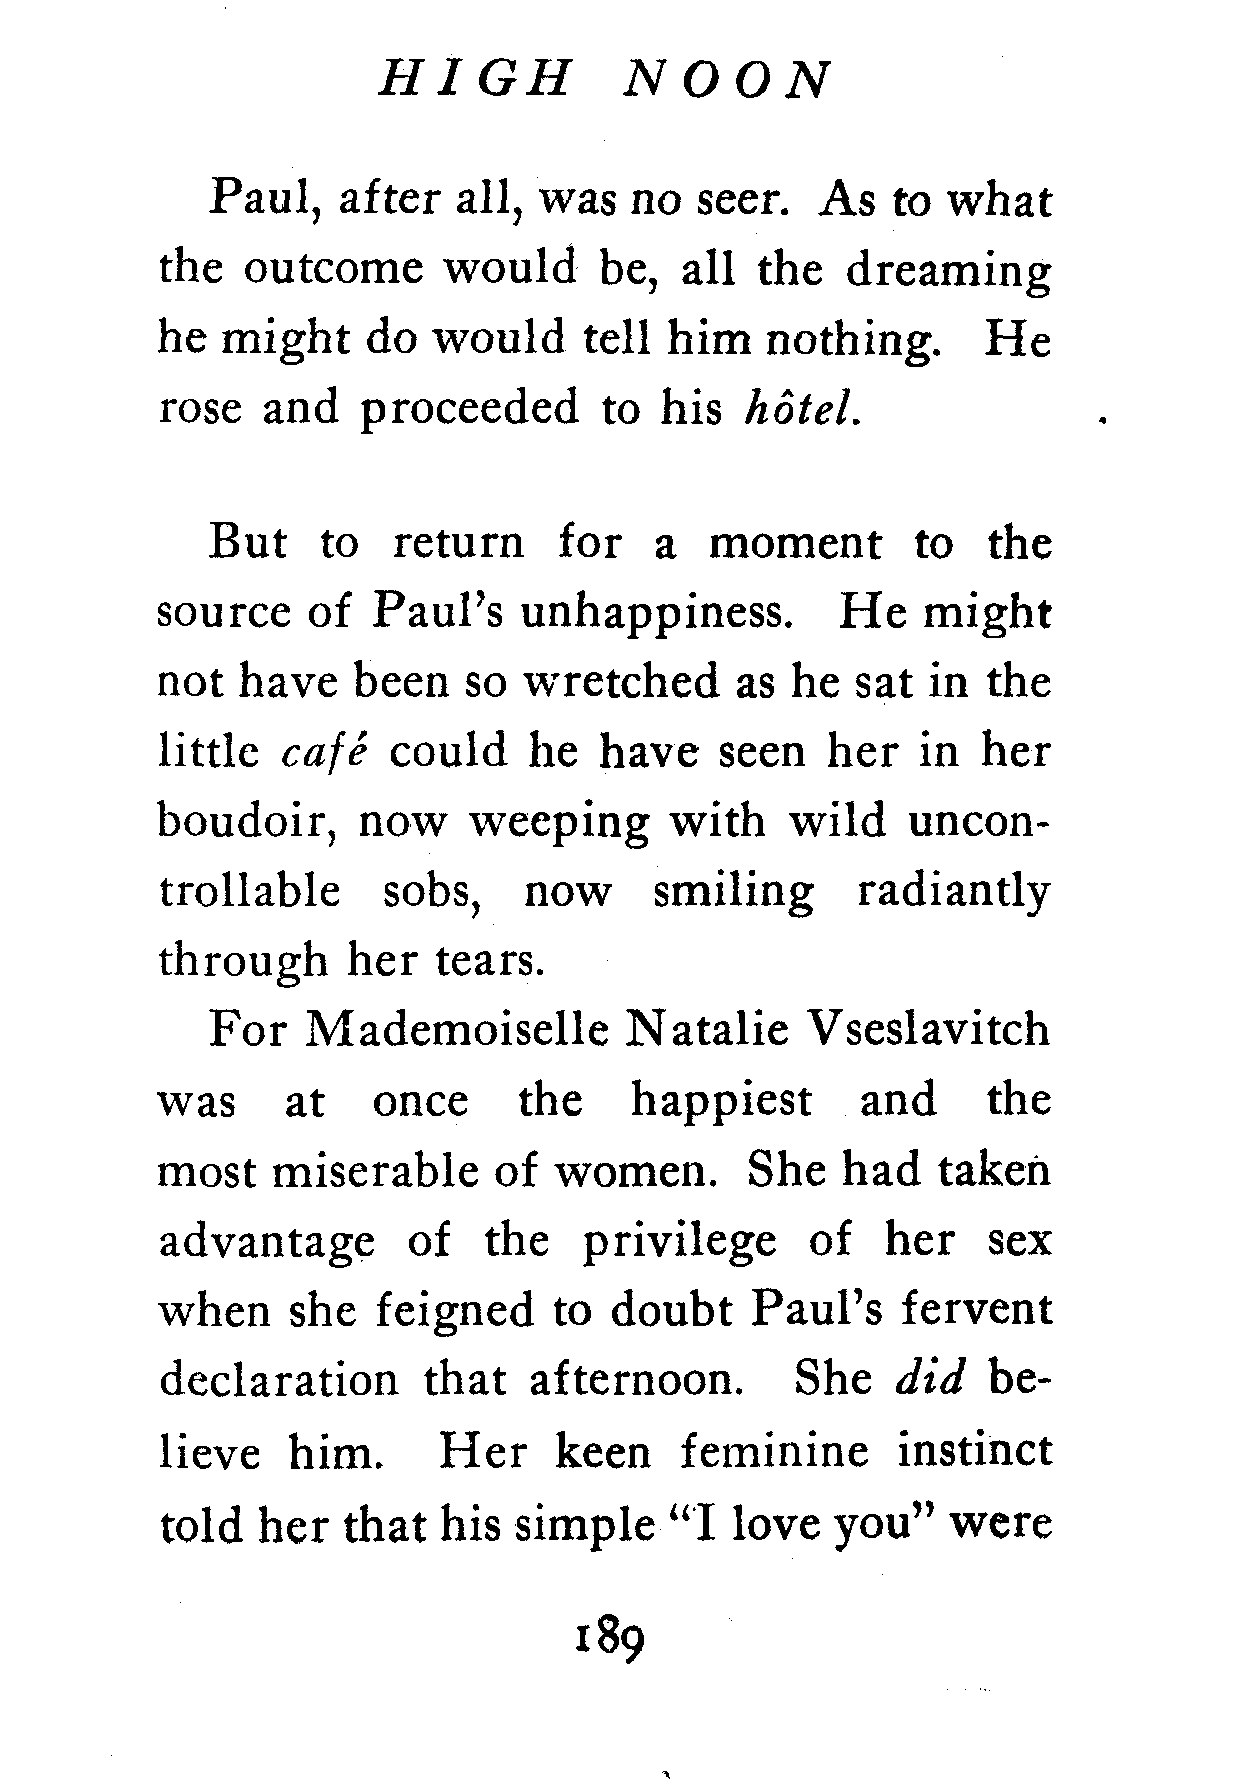 HIGH NOON
Paul, after all, was no seer. As to what
the outcome would be, all the dreaming
he might do would tell him nothing. He
rose and proceeded to his hôtel.
But to return for a moment to the
source of Paul's unhappiness. He might
not have been so wretched as he sat in the
little café could he have seen her in her
boudoir, now weeping with wild uncon-
trollable sobs, now smiling radiantly
through her tears.
For Mademoiselle Natalie Vseslavitch
was at once the happiest and the
most miserable of women. She had taken
advantage of the privilege of her sex
when she feigned to doubt Paul's fervent
declaration that afternoon. She did be-
lieve him. Her keen feminine instinct
told her that his simple "I love you" were
189